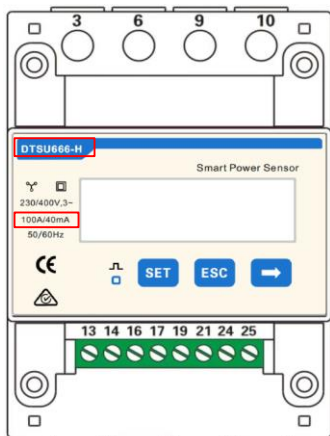 3 6 9 10
DTSU666-H
Smart Power Sensor
230/400V,3~
100A/40mA
50/60Hz
CE
SET ESC
13 14 16 17 19 21 24 25